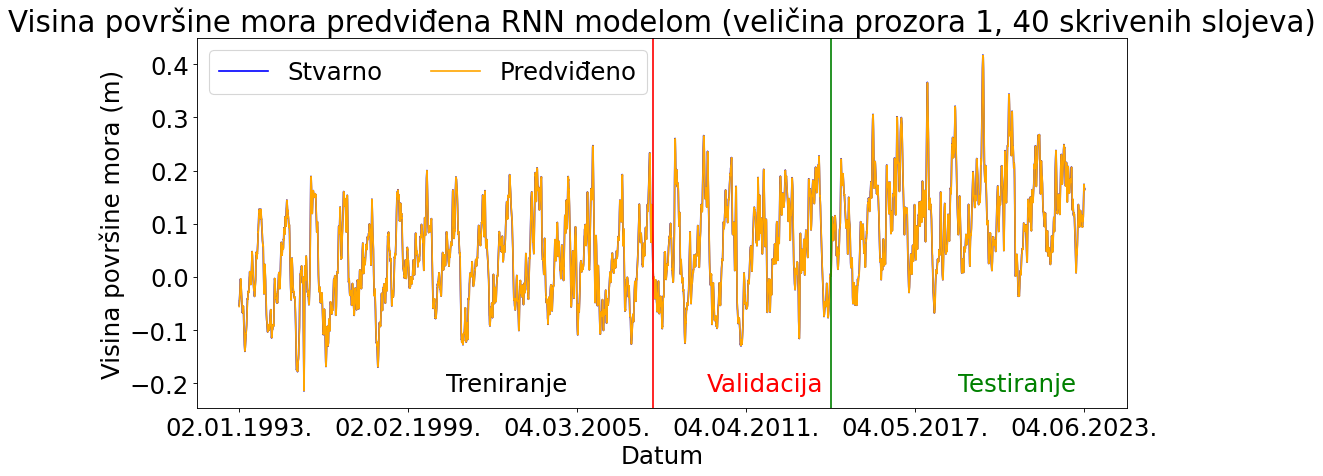 Visina površine mora predviđena RNN modelom (veličina prozora 1, 40 skrivenih slojeva)
Stvarno Predviđeno
Visina površine mora (m)
0.4
0.3
0.2
0.1
0.0
−0.1
−0.2
Treniranje Validacija Testiranje
02.01.1993. 02.02.1999. 04.03.2005. 04.04.2011. 04.05.2017. 04.06.2023.
Datum